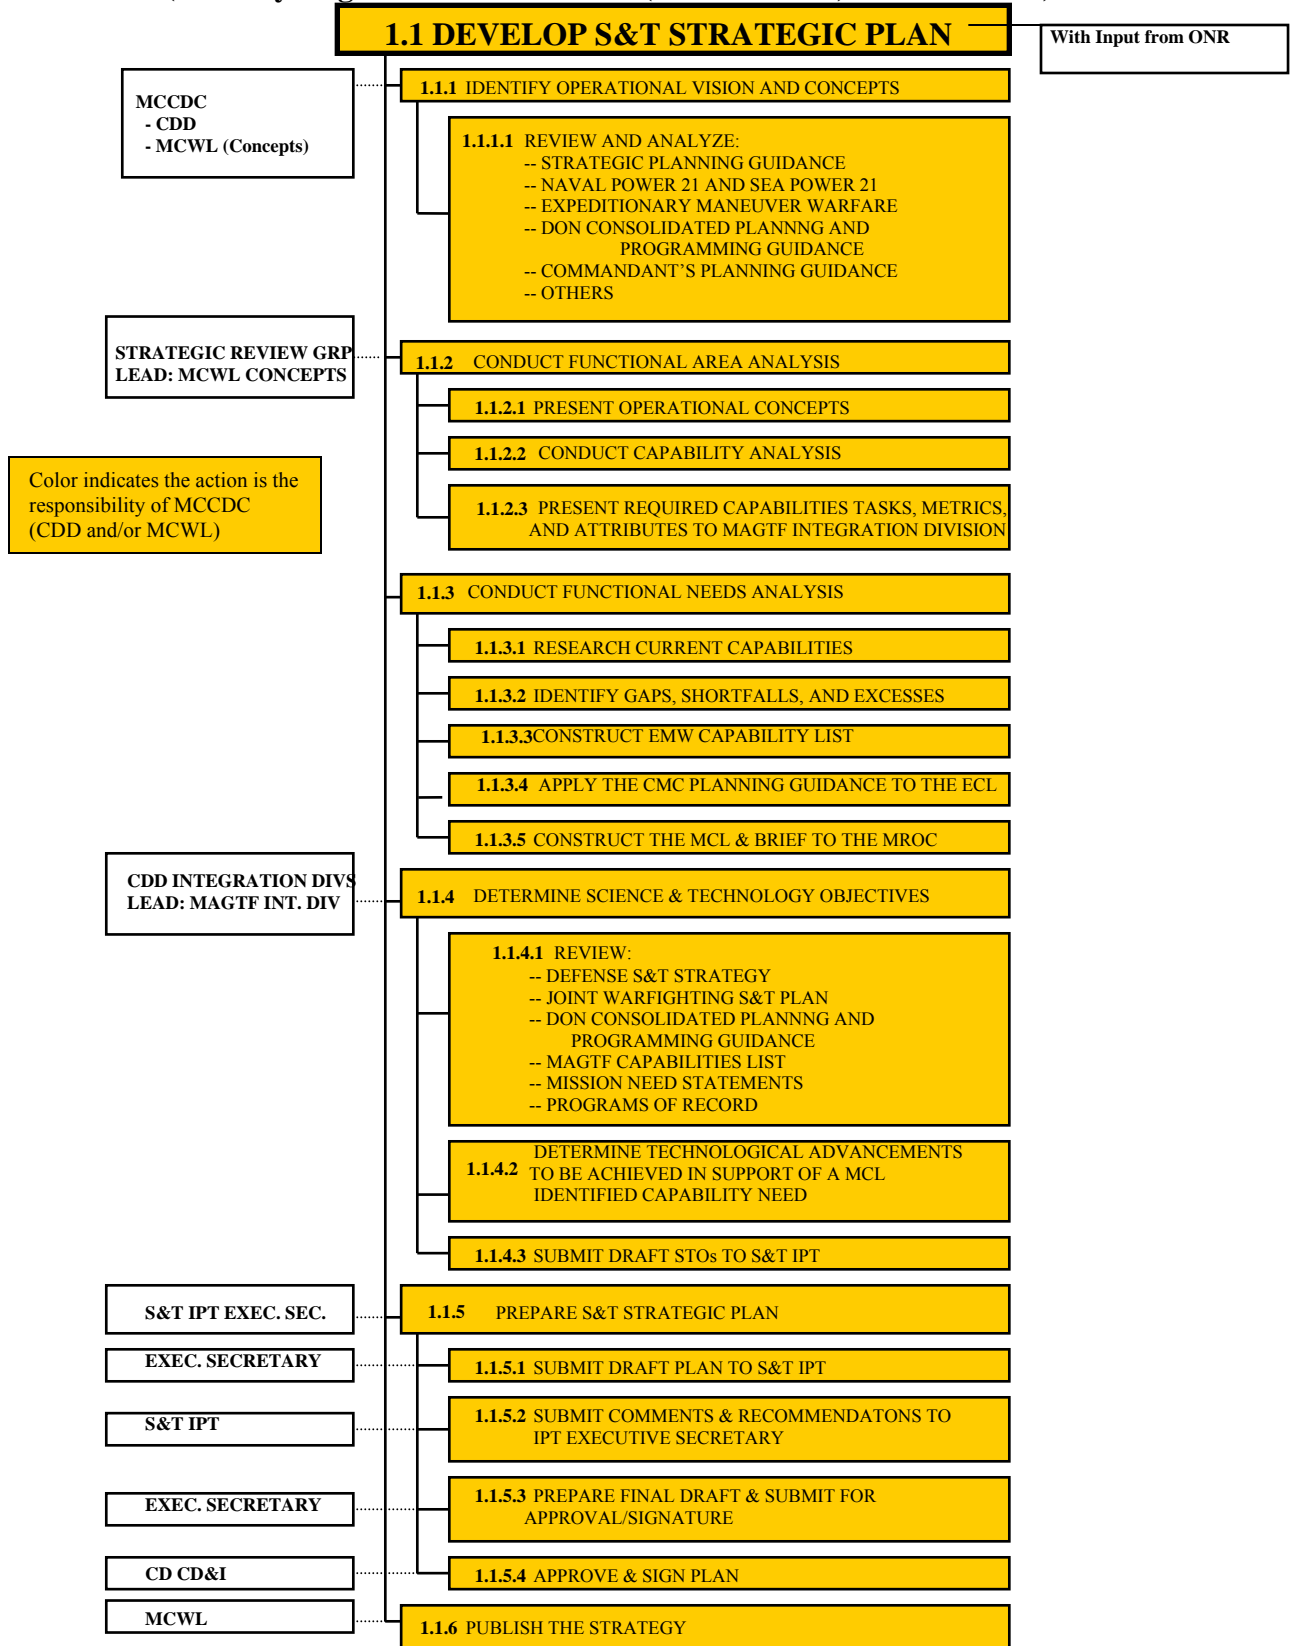 1.1 DEVELOP S&T STRATEGIC PLAN
With Input from ONR
MCCDC
- CDD
- MCWL (Concepts)
1.1.1 IDENTIFY OPERATIONAL VISION AND CONCEPTS
1.1.1.1 REVIEW AND ANALYZE:
-- STRATEGIC PLANNING GUIDANCE
-- NAVAL POWER 21 AND SEA POWER 21
-- EXPEDITIONARY MANEUVER WARFARE
-- DON CONSOLIDATED PLANNNG AND
PROGRAMMING GUIDANCE
-- COMMANDANT'S PLANNING GUIDANCE
-- OTHERS
STRATEGIC REVIEW GRP
LEAD: MCWL CONCEPTS
1.1.2 CONDUCT FUNCTIONAL AREA ANALYSIS
1.1.2.1 PRESENT OPERATIONAL CONCEPTS
1.1.2.2 CONDUCT CAPABILITY ANALYSIS
1.1.2.3 PRESENT REQUIRED CAPABILITIES TASKS, METRICS,
AND ATTRIBUTES TO MAGTF INTEGRATION DIVISION
Color indicates the action is the
responsibility of MCCDC
(CDD and/or MCWL)
1.1.3 CONDUCT FUNCTIONAL NEEDS ANALYSIS
1.1.3.1 RESEARCH CURRENT CAPABILITIES
1.1.3.2 IDENTIFY GAPS, SHORTFALLS, AND EXCESSES
1.1.3.3CONSTRUCT EMW CAPABILITY LIST
1.1.3.4 APPLY THE CMC PLANNING GUIDANCE TO THE ECL
1.1.3.5 CONSTRUCT THE MCL & BRIEF TO THE MROC
CDD INTEGRATION DIVS
LEAD: MAGTF INT. DIV
1.1.4 DETERMINE SCIENCE & TECHNOLOGY OBJECTIVES
1.1.4.1 REVIEW:
-- DEFENSE S&T STRATEGY
-- JOINT WARFIGHTING S&T PLAN
-- DON CONSOLIDATED PLANNNG AND
PROGRAMMING GUIDANCE
-- MAGTF CAPABILITIES LIST
-- MISSION NEED STATEMENTS
-- PROGRAMS OF RECORD
DETERMINE TECHNOLOGICAL ADVANCEMENTS
1.1.4.2 TO BE ACHIEVED IN SUPPORT OF A MCL
IDENTIFIED CAPABILITY NEED
1.1.4.3 SUBMIT DRAFT STOs TO S&T IPT
S&T IPT EXEC. SEC.
1.1.5 PREPARE S&T STRATEGIC PLAN
EXEC. SECRETARY
1.1.5.1 SUBMIT DRAFT PLAN TO S&T IPT
S&T IPT
1.1.5.2 SUBMIT COMMENTS & RECOMMENDATONS TO
IPT EXECUTIVE SECRETARY
EXEC. SECRETARY
1.1.5.3 PREPARE FINAL DRAFT & SUBMIT FOR
APPROVAL/SIGNATURE
CD CD&I
1.1.5.4 APPROVE & SIGN PLAN
MCWL
1.1.6 PUBLISH THE STRATEGY